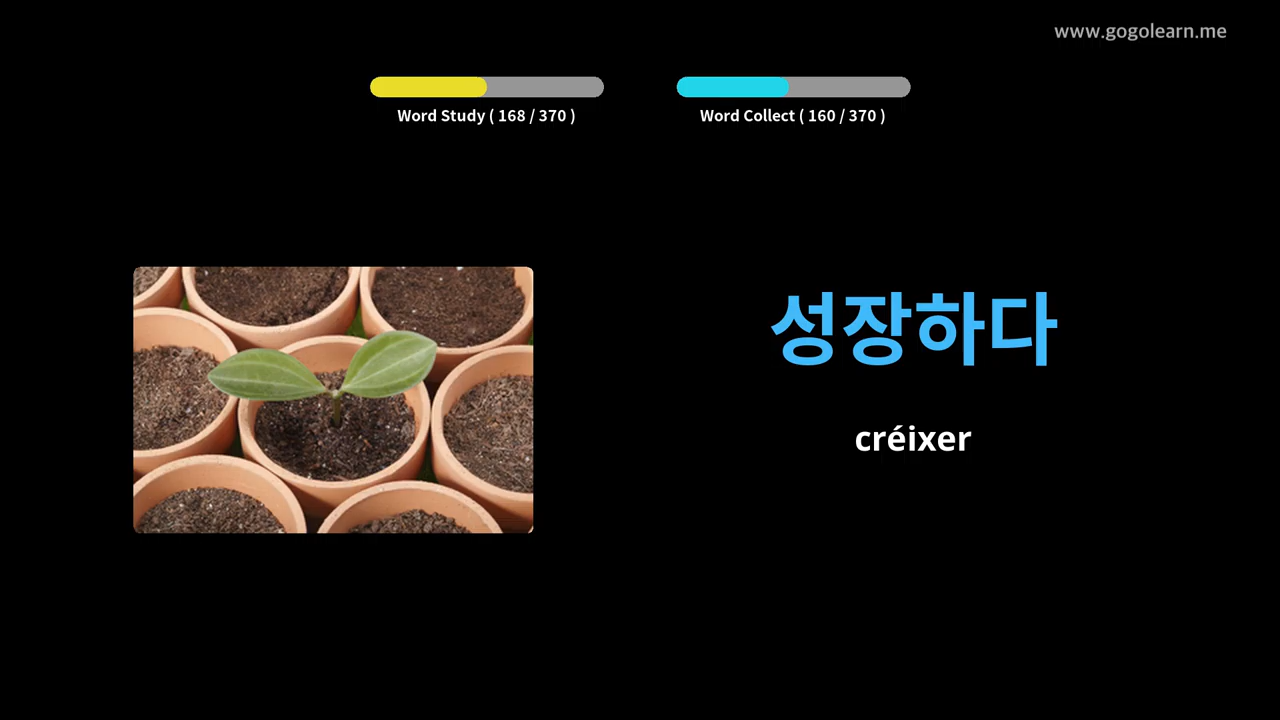 www.gogolearn.me
Word Study ( 168 / 370 )
Word Collect ( 160 / 370 )
성장하다
créixer